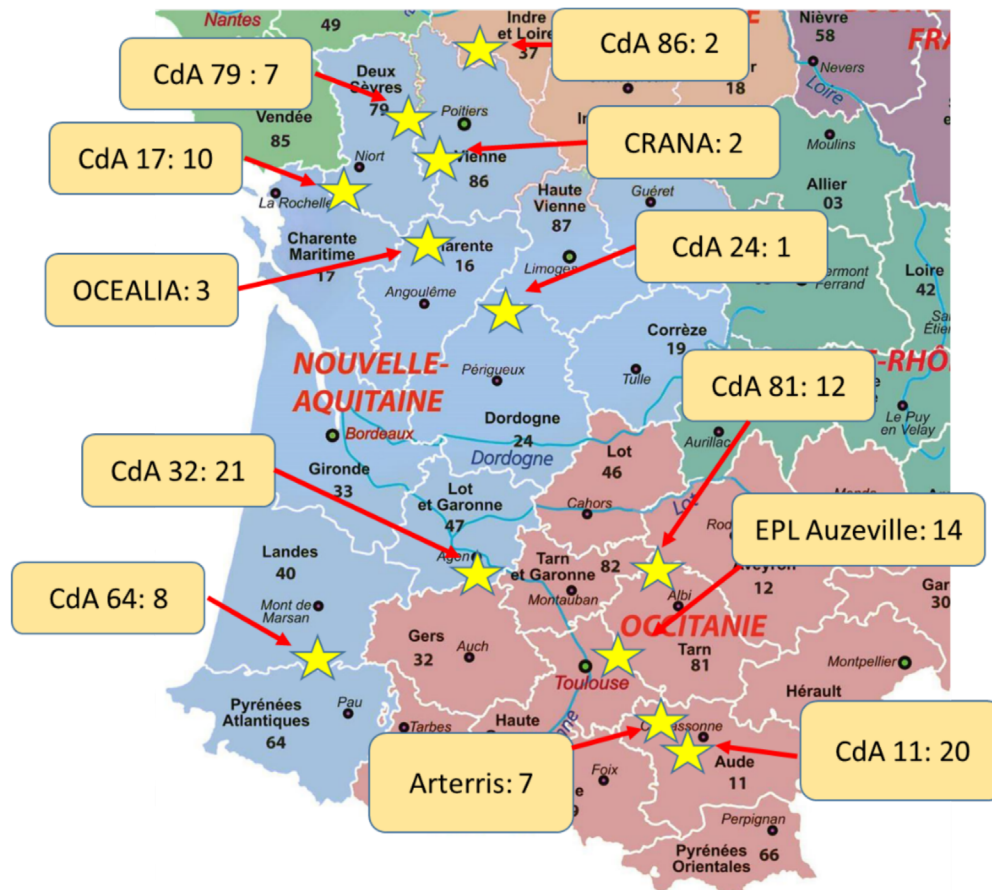 Nantes
49
Indre
et Loire
37
Nièvre
58
Nevers
Loire
CdA 86: 2
18
CdA 79 : 7
Deux
Sèvres
79
Poitiers
Vendée
85
CRANA: 2
Moulins
CdA 17: 10
Niort
Vienne
86
La Rochelle
Haute
Vienne
87
Guéret
Allier
03
Charente
Maritime
17
16
Limoges
CdA 24: 1
Loire
42
OCEALIA: 3
Angoulême
Corrèze
19
Tulle
NOUVELLE-
AQUITAINE
Périgueux
CdA 81: 12
Le Puy
en Velay
Bordeaux
Dordogne
24
Dordogne
Aurillac
Lot
46
CdA 32: 21
Gironde
33
Lot
et Garonne
47
Cahors
Lot
EPL Auzeville: 14
Landes
40
Agen
Tarn
et Garonne
82
Montauban
Aveyron
12
30
CdA 64: 8
Mont de
Marsan
Albi
OCCITANIE
Gers
32
Auch
Tarn
81
Toulouse
Montpellier
Hérault
Pyrénées
Atlantiques
64
Pau
Tarbes
Haute
Arterris: 7
Foix
Aude
11
CdA 11: 20
Perpignan
Pyrénées
Orientales
66